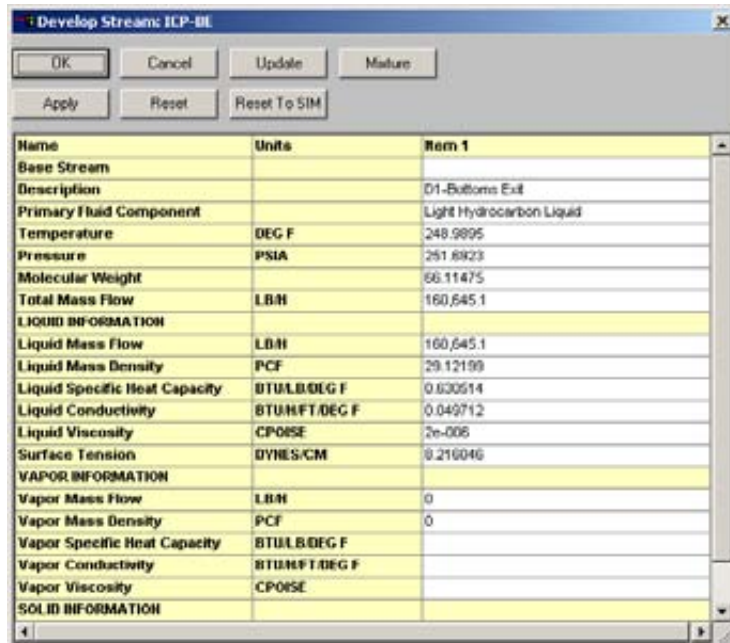 Develop Stream: ICP-DE
OK Cancel Update Mixture
Apply Reset Reset To SIM
Name Units Item 1
Base Stream
Description D1-Bottoms Exit
Primary Fluid Component Light Hydrocarbon Liquid
Temperature DEG F 248.9895
Pressure PSIA 251.6923
Molecular Weight 66.11475
Total Mass Flow LB/H 160,645.1
LIQUID INFORMATION
Liquid Mass Flow LB/H 160,645.1
Liquid Mass Density PCF 29.12199
Liquid Specific Heat Capacity BTU/LB/DEG F 0.630514
Liquid Conductivity BTU/H/FT/DEG F 0.049712
Liquid Viscosity CPOISE 2e-006
Surface Tension DYNES/CM 8.216046
VAPOR INFORMATION
Vapor Mass Flow LB/H 0
Vapor Mass Density PCF 0
Vapor Specific Heat Capacity BTU/LB/DEG F
Vapor Conductivity BTU/H/FT/DEG F
Vapor Viscosity CPOISE
SOLID INFORMATION